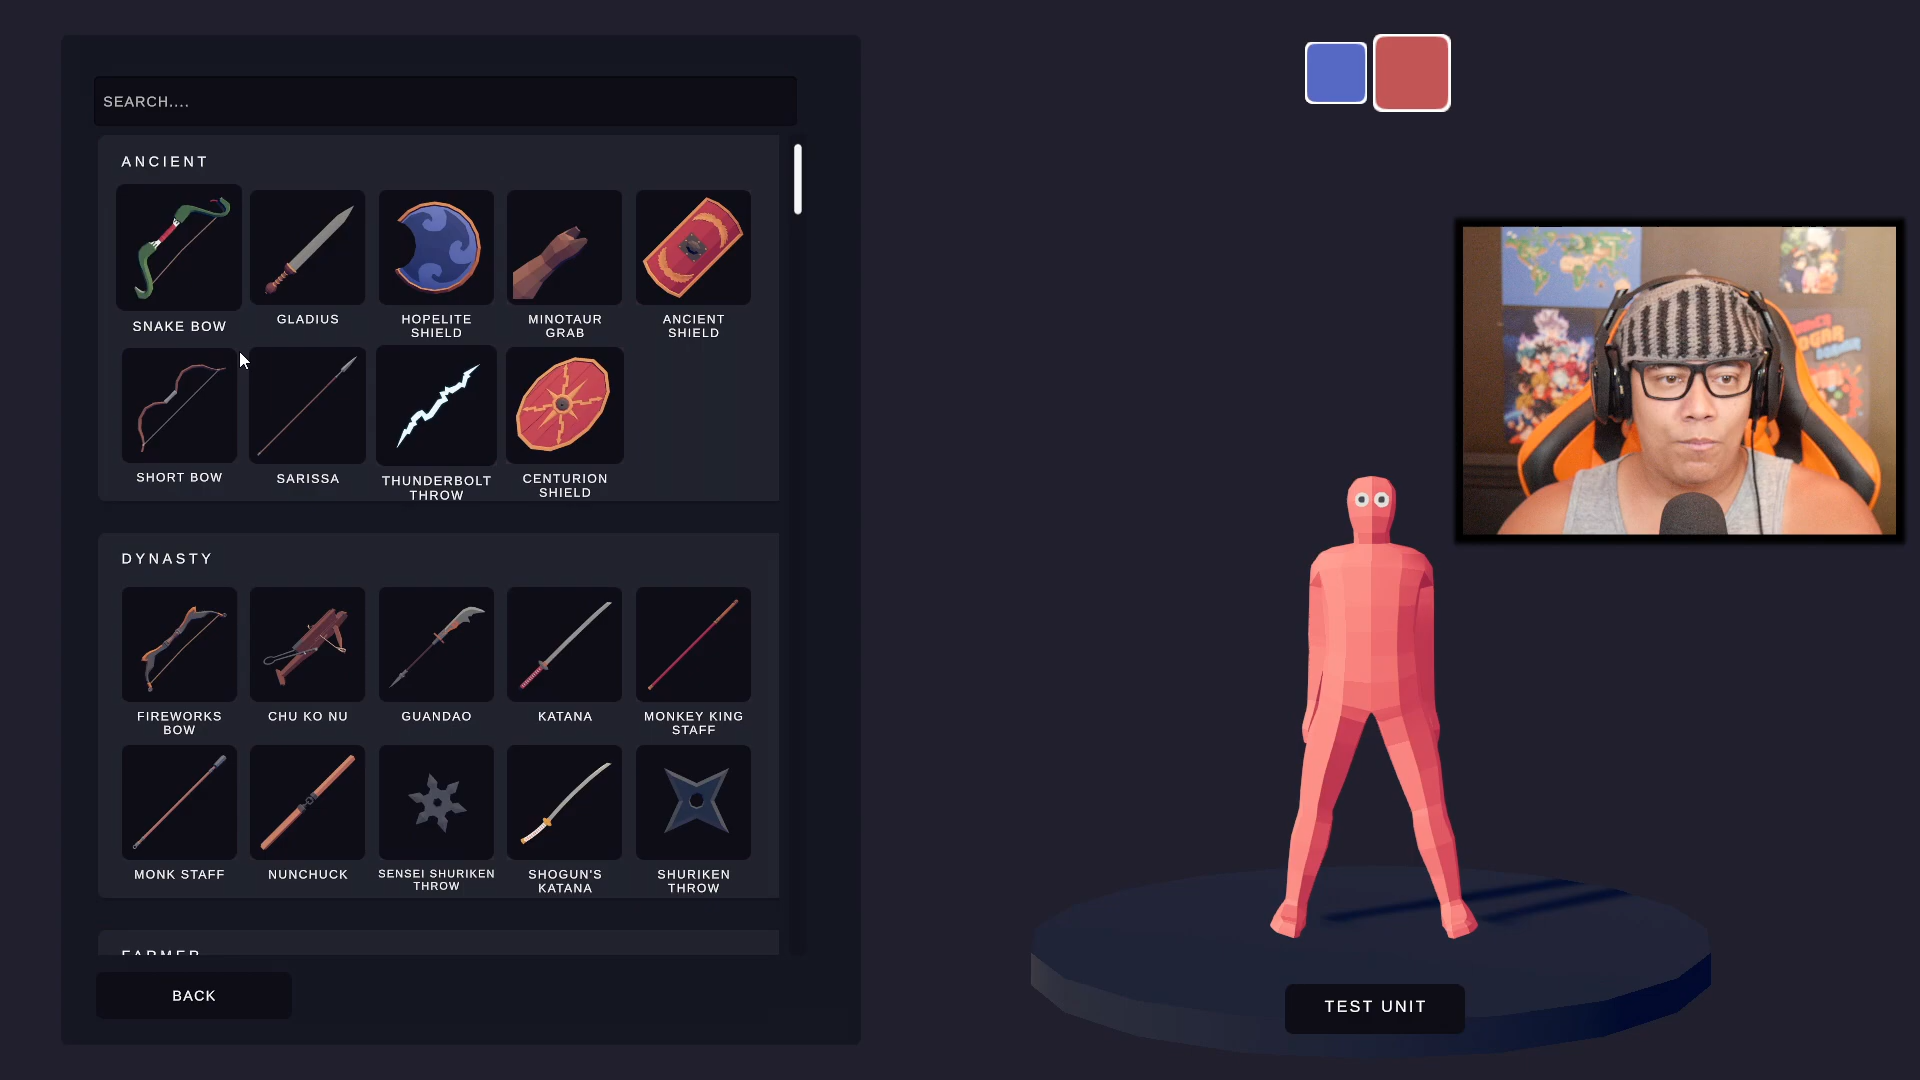 SEARCH....
ANCIENT
SNAKE BOW
GLADIUS
HOPELITE
SHIELD
MINOTAUR
GRAB
ANCIENT
SHIELD
SHORT BOW
SARISSA
THUNDERBOLT
THROW
CENTURION
SHIELD
DYNASTY
FIREWORKS
BOW
CHU KO NU
GUANDAO
KATANA
MONKEY KING
STAFF
MONK STAFF
NUNCHUCK
SENSEI SHURIKEN
THROW
SHOGUN'S
KATANA
SHURIKEN
THROW
FARMER
BACK
TEST UNIT